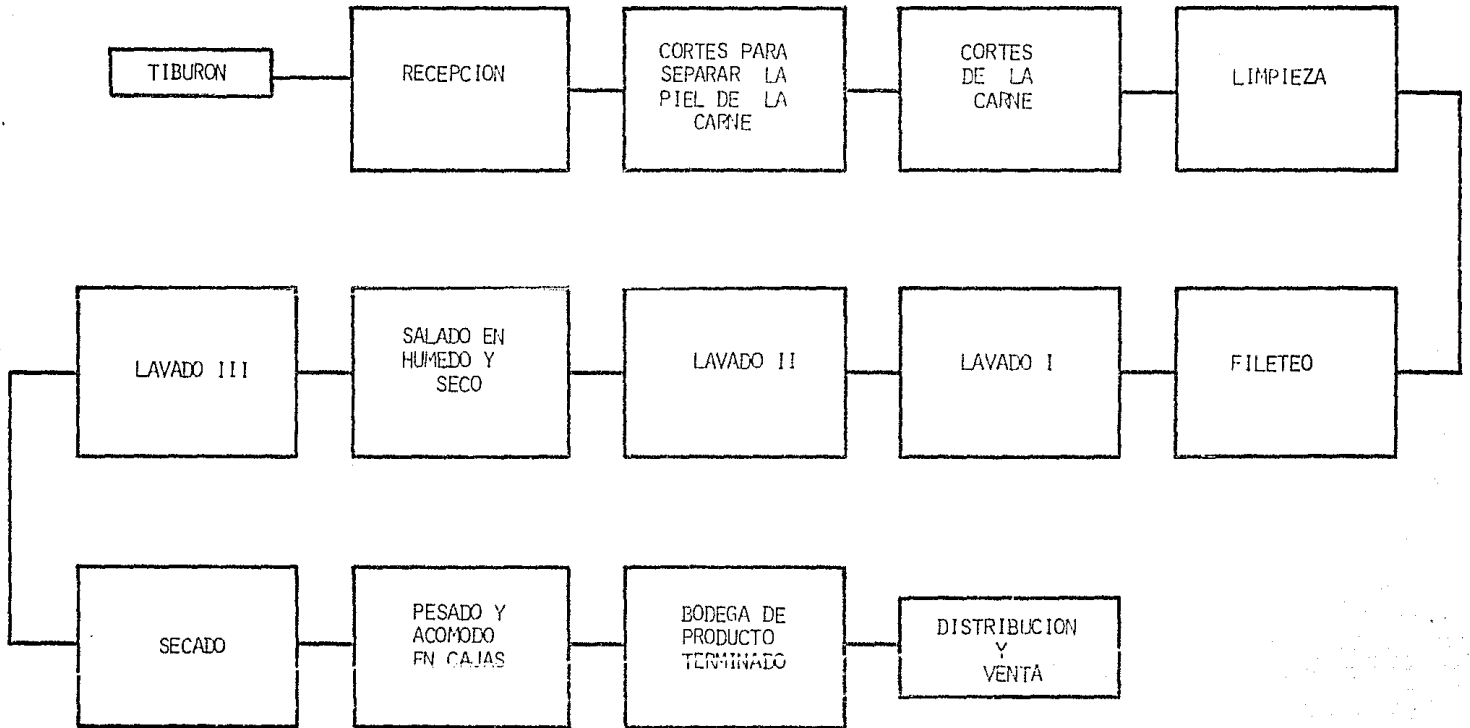 TIBURON
RECEPCION
CORTES PARA
SEPARAR LA
PIEL DE LA
CARNE
CORTES
DE LA
CARNE
LIMPIEZA
LAVADO III
SALADO EN
HUMEDO Y
SECO
LAVADO II
LAVADO I
FILETEO
SECADO
PESADO Y
ACOMODO
EN CAJAS
BODEGA DE
PRODUCTO
TERMINADO
DISTRIBUCION
Y
VENTA